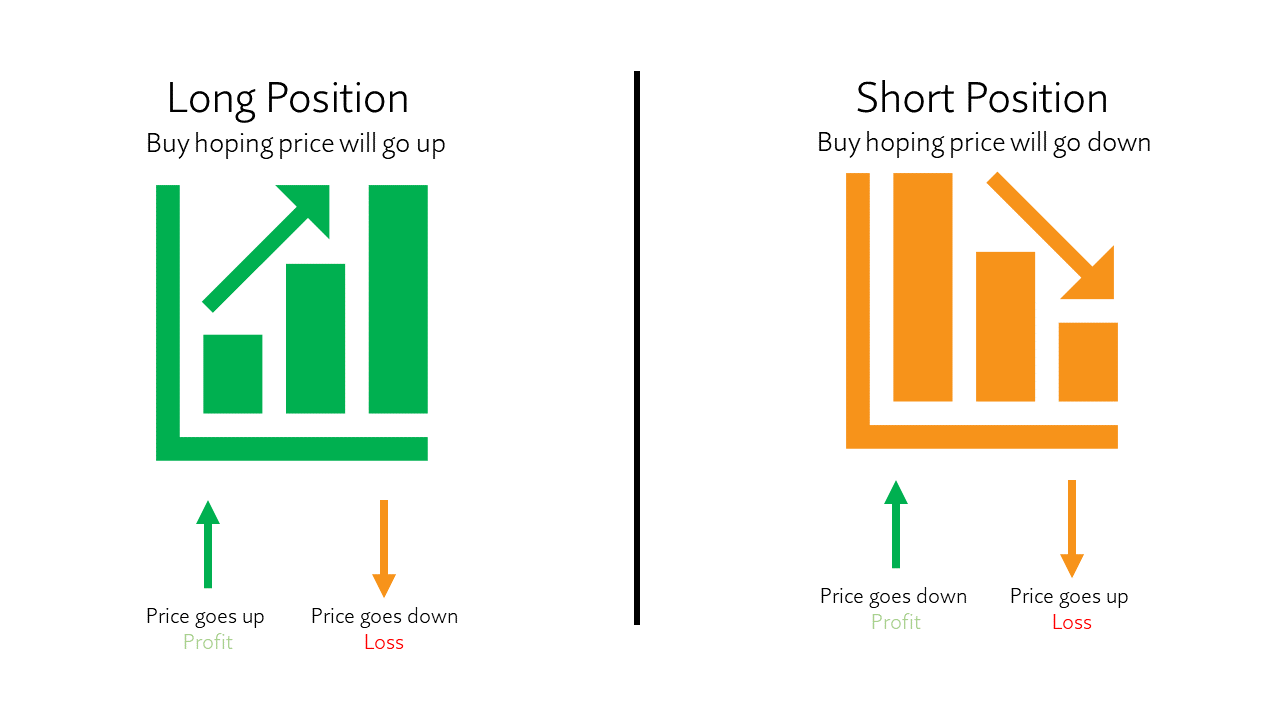 Long Position
Buy hoping price will go up
Price goes up
Profit
Price goes down
Loss
Short Position
Buy hoping price will go down
Price goes down
Profit
Price goes up
Loss